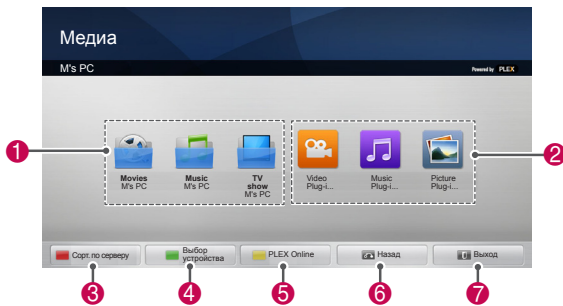 Медиа
M's PC
Powered by PLEX
1
2
Movies
M's PC
Music
M's PC
TV
show
M's PC
Video
Plug-i...
Music
Plug-i...
Picture
Plug-i...
Сорт. по серверу
Выбор
устройства
PLEX Online
Назад
Выход
3
4
5
6
7